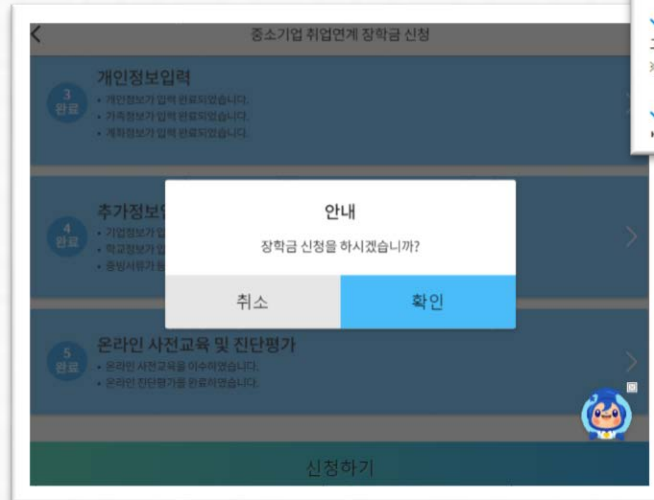 중소기업 취업연계 장학금 신청
3
완료
개인정보입력
• 개인정보가 입력 완료되었습니다.
• 가족정보가 입력 완료되었습니다.
• 계좌정보가 입력 완료되었습니다.
4
완료
추가정보
• 기업정보가 입
• 학교정보가 입
• 증빙서류가
안내
장학금 신청을 하시겠습니까?
취소
확인
5
완료
온라인 사전교육 및 진단평가
• 온라인 사전교육을 이수하였습니다.
• 온라인 진단평가를 완료하였습니다.
신청하기